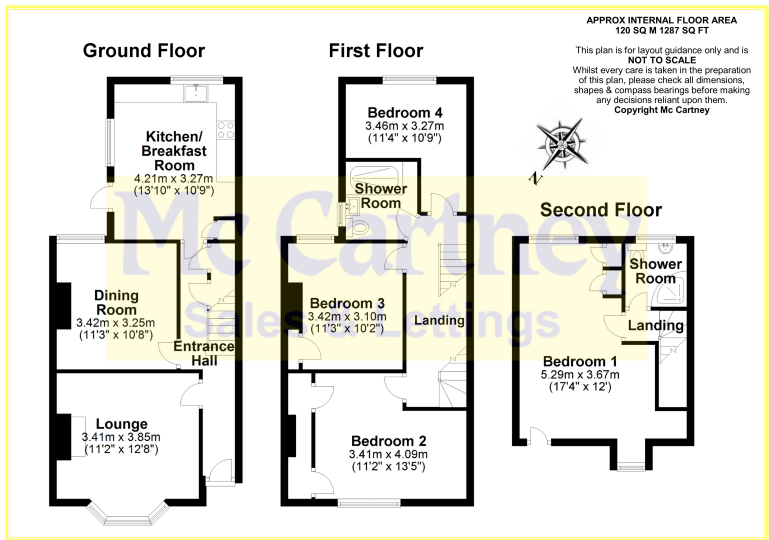 APPROX INTERNAL FLOOR AREA
120 SQ M 1287 SQ FT
This plan is for layout guidance only and is
NOT TO SCALE
Whilst every care is taken in the preparation
of this plan, please check all dimensions,
shapes & compass bearings before making
any decisions reliant upon them.
Copyright Mc Cartney
N
Ground Floor
Kitchen/
Breakfast
Room
4.21m x 3.27m
(13'10" x 10'9")
Dining
Room
3.42m x 3.25m
(11'3" x 10'8")
Entrance
Hall
Lounge
3.41m x 3.85m
(11'2" x 12'8")
First Floor
Bedroom 4
3.46m x 3.27m
(11'4" x 10'9")
Shower
Room
Bedroom 3
3.42m x 3.10m
(11'3" x 10'2")
Landing
Bedroom 2
3.41m x 4.09m
(11'2" x 13'5")
Second Floor
Shower
Room
Landing
Bedroom 1
5.29m x 3.67m
(17'4" x 12')
Mc Cartney
Sales & Lettings